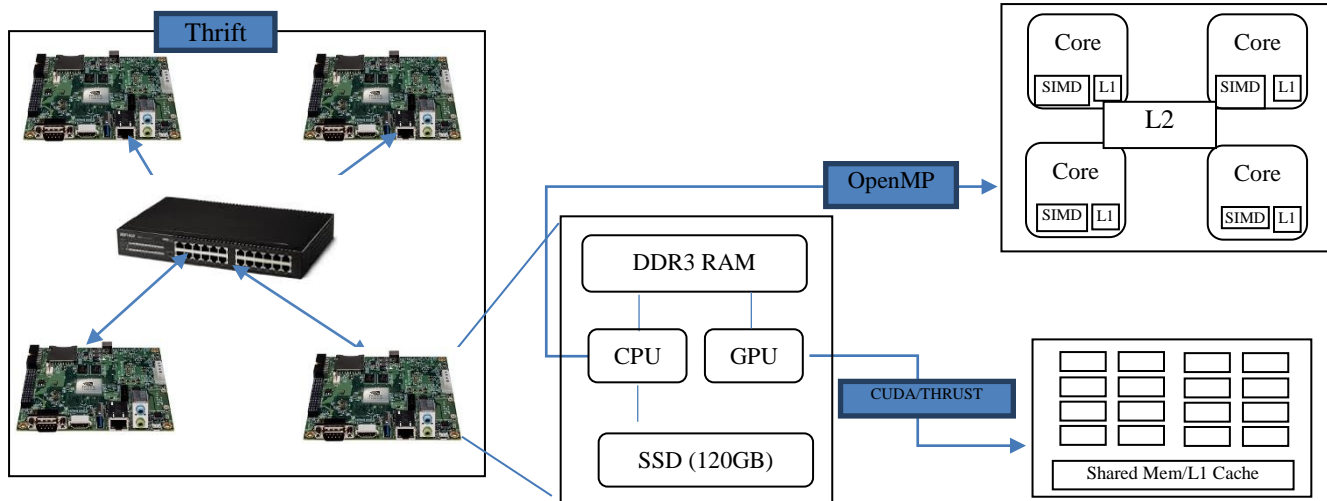 Thrift
OpenMP
Core
SIMD
L1
Core
SIMD
L1
L2
Core
SIMD
L1
Core
SIMD
L1
DDR3 RAM
CPU
GPU
SSD (120GB)
CUDA/THRUST
Shared Mem/L1 Cache